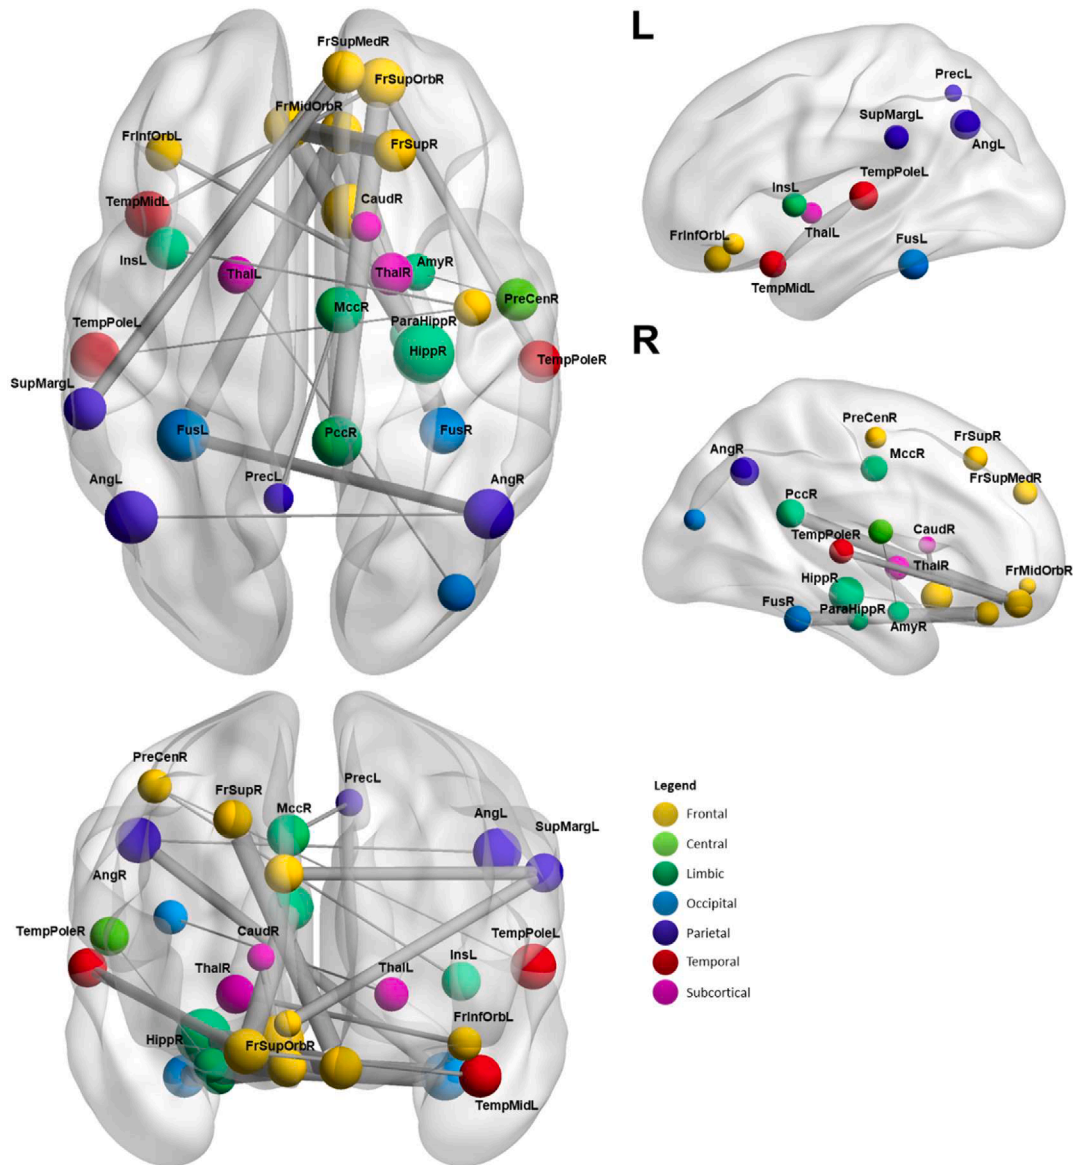 FrSupMedR
FrSupOrbR
FrMidOrbR
FrInfOrbL
FrSupR
TempMidL
CaudR
InsL
ThalL
ThalR
AmyR
MccR
PreCenR
TempPoleL
ParaHippR
HippR
TempPoleR
SupMargL
FusL
PccR
FusR
AngL
PrecL
AngR
L
PrecL
SupMargL
AngL
TempPoleL
InsL
ThalL
FrInfOrbL
FusL
TempMidL
R
PreCenR
FrSupR
AngR
MccR
FrSupMedR
PccR
TempPoleR
CaudR
ThalR
HippR
FrMidOrbR
FusR
ParaHippR
AmyR
PreCenR
FrSupR
PrecL
MccR
AngL
SupMargL
AngR
TempPoleR
CaudR
TempPoleL
ThalR
ThalL
InsL
HippR
FrSupOrbR
FrInfOrbL
TempMidL
Legend
Frontal
Central
Limbic
Occipital
Parietal
Temporal
Subcortical